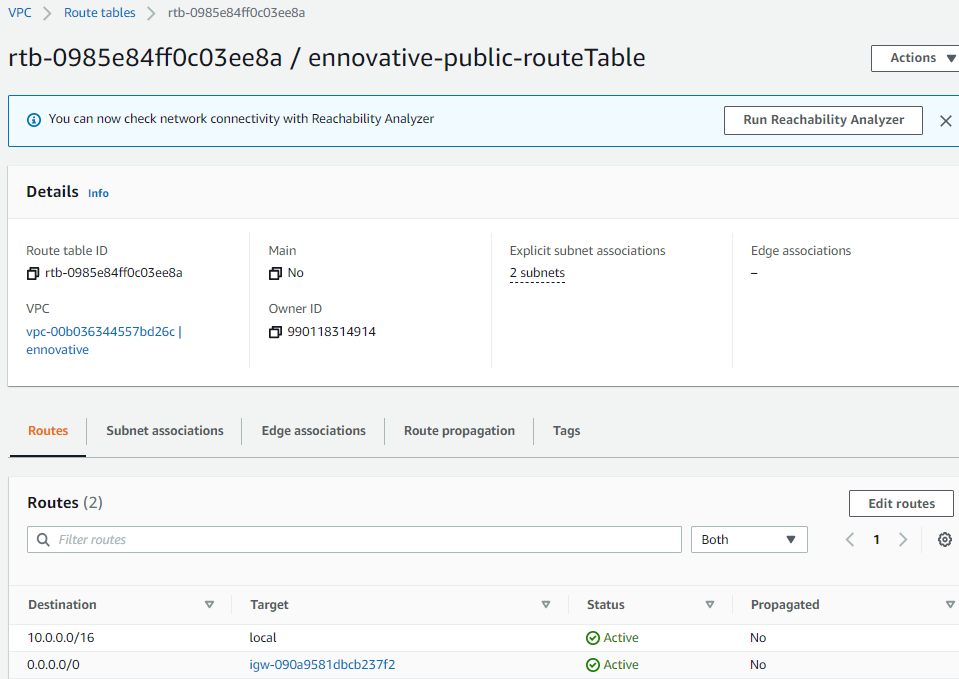 VPC > Route tables > rtb-0985e84ff0c03ee8a
rtb-0985e84ff0c03ee8a / ennovative-public-routeTable
Actions
You can now check network connectivity with Reachability Analyzer
Run Reachability Analyzer
Details Info
Route table ID
rtb-0985e84ff0c03ee8a
Main
No
Explicit subnet associations
2 subnets
Edge associations
–
VPC
vpc-00b036344557bd26c |
ennovative
Owner ID
990118314914
Routes Subnet associations Edge associations Route propagation Tags
Routes (2)
Edit routes
Filter routes
Both
1
Destination Target Status Propagated
10.0.0.0/16 local Active No
0.0.0.0/0 igw-090a9581dbcb237f2 Active No